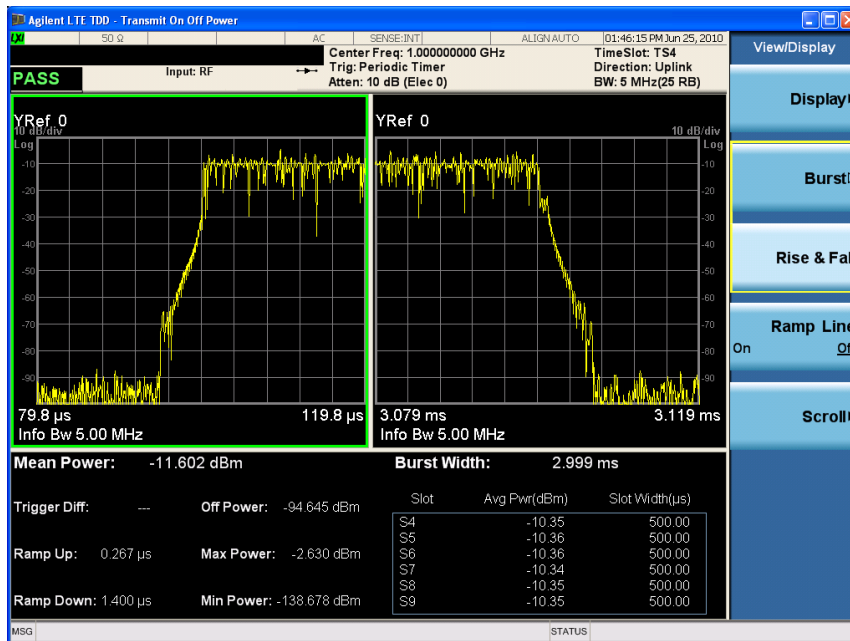 Agilent LTE TDD - Transmit On Off Power
LXI 50 Ω AC SENSE:INT ALIGN AUTO 01:46:15 PM Jun 25, 2010
Center Freq: 1.000000000 GHz TimeSlot: TS4
Trig: Periodic Timer Direction: Uplink
Input: RF
Atten: 10 dB (Elec 0) BW: 5 MHz(25 RB)
PASS
View/Display
Display
Burst
Rise & Fal
Ramp Line
On Of
Scroll
YRef 0
10 dB/div
Log
-10
-20
-30
-40
-50
-60
-70
-80
-90
79.8 µs 119.8 µs
Info Bw 5.00 MHz
YRef 0
10 dB/div
Log
-10
-20
-30
-40
-50
-60
-70
-80
-90
3.079 ms 3.119 ms
Info Bw 5.00 MHz
Mean Power: -11.602 dBm Burst Width: 2.999 ms
Trigger Diff: --- Off Power: -94.645 dBm
Ramp Up: 0.267 µs Max Power: -2.630 dBm
Ramp Down: 1.400 µs Min Power: -138.678 dBm
Slot Avg Pwr(dBm) Slot Width(µs)
S4 -10.35 500.00
S5 -10.36 500.00
S6 -10.36 500.00
S7 -10.34 500.00
S8 -10.35 500.00
S9 -10.35 500.00
MSG STATUS